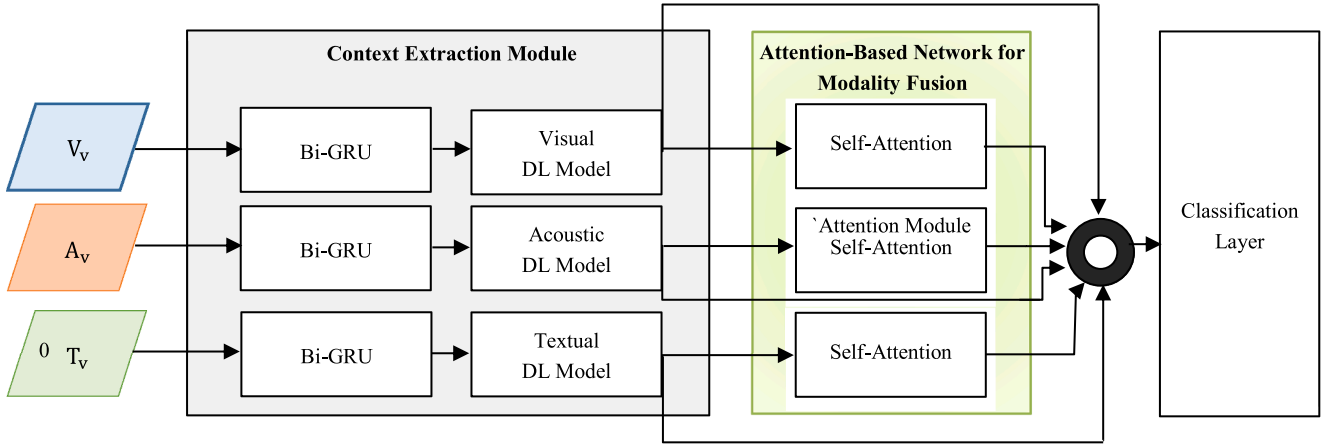 Context Extraction Module
Attention-Based Network for
Modality Fusion
V_v
Bi-GRU
Visual
DL Model
Self-Attention
A_v
Bi-GRU
Acoustic
DL Model
`Attention Module
Self-Attention
0 T_v
Bi-GRU
Textual
DL Model
Self-Attention
Classification
Layer